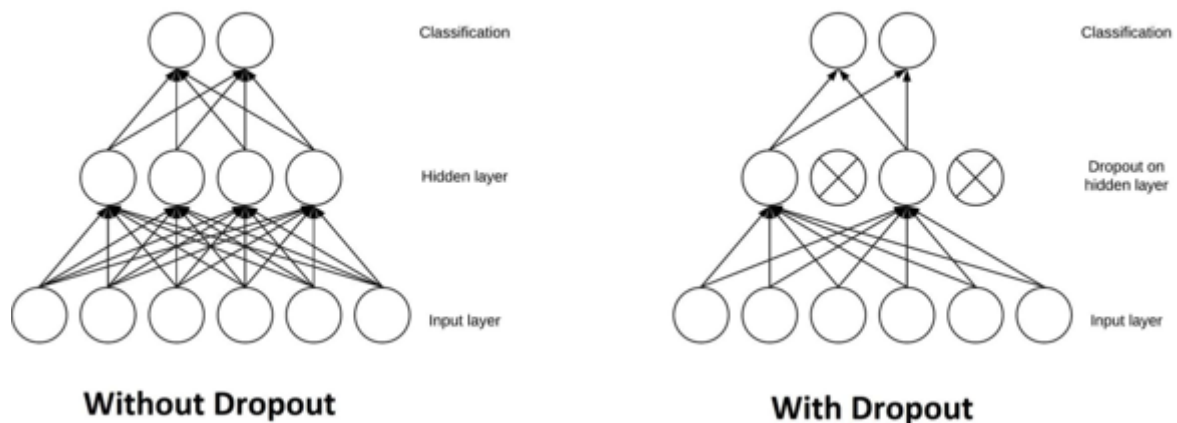 Classification
Hidden layer
Input layer
Without Dropout
Classification
Dropout on
hidden layer
Input layer
With Dropout